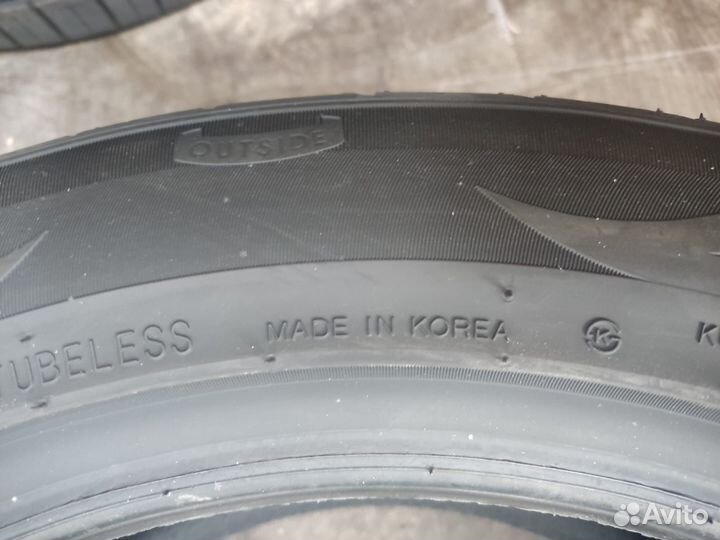 OUTSIDE
TUBELESS MADE IN KOREA K
Avito